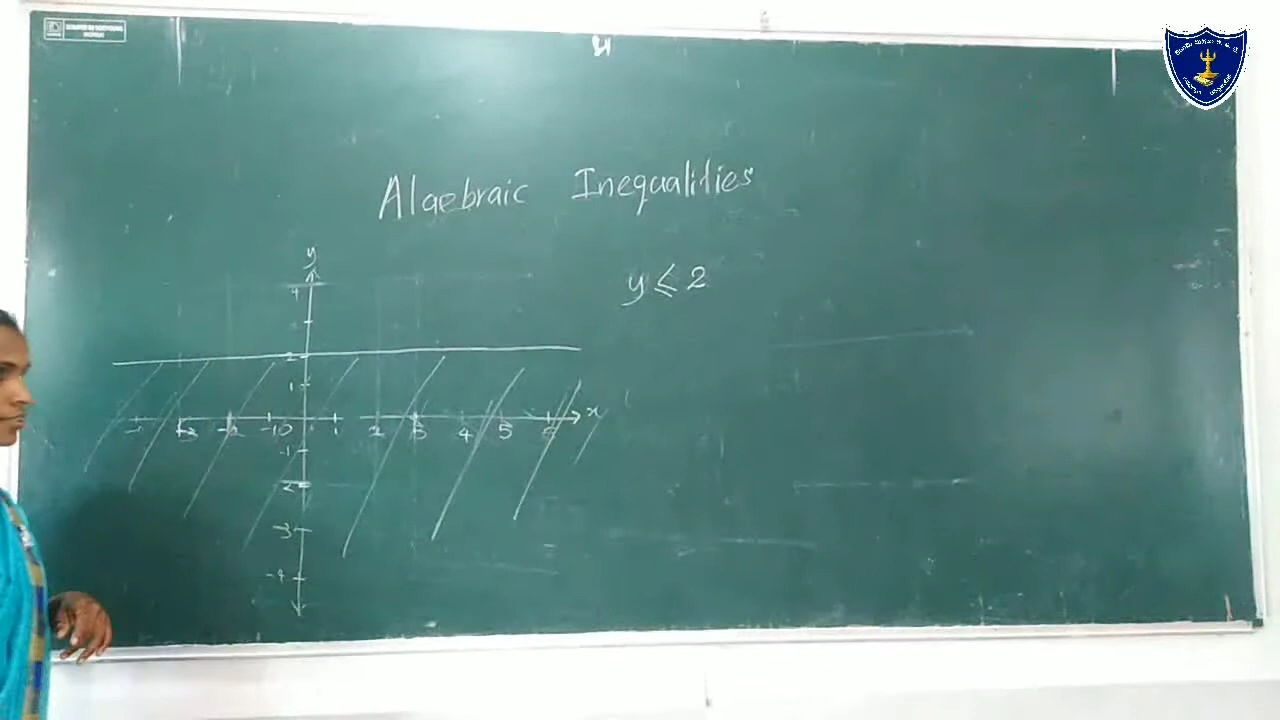 Algebraic Inequalities
y ≤ 2
y
4
2
1
-2 -1 0 1 2 3 4 5 6 x
-1
2
-3
-4